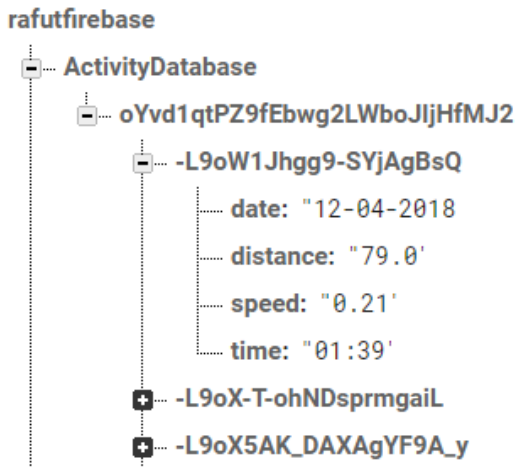 rafutfirebase
ActivityDatabase
oYvd1qtPZ9fEbwg2LWboJIjHfMJ2
-L9oW1Jhgg9-SYjAgBsQ
date: "12-04-2018
distance: "79.0'
speed: "0.21'
time: "01:39'
-L9oX-T-ohNDsprmgaiL
-L9oX5AK_DAXAgYF9A_y